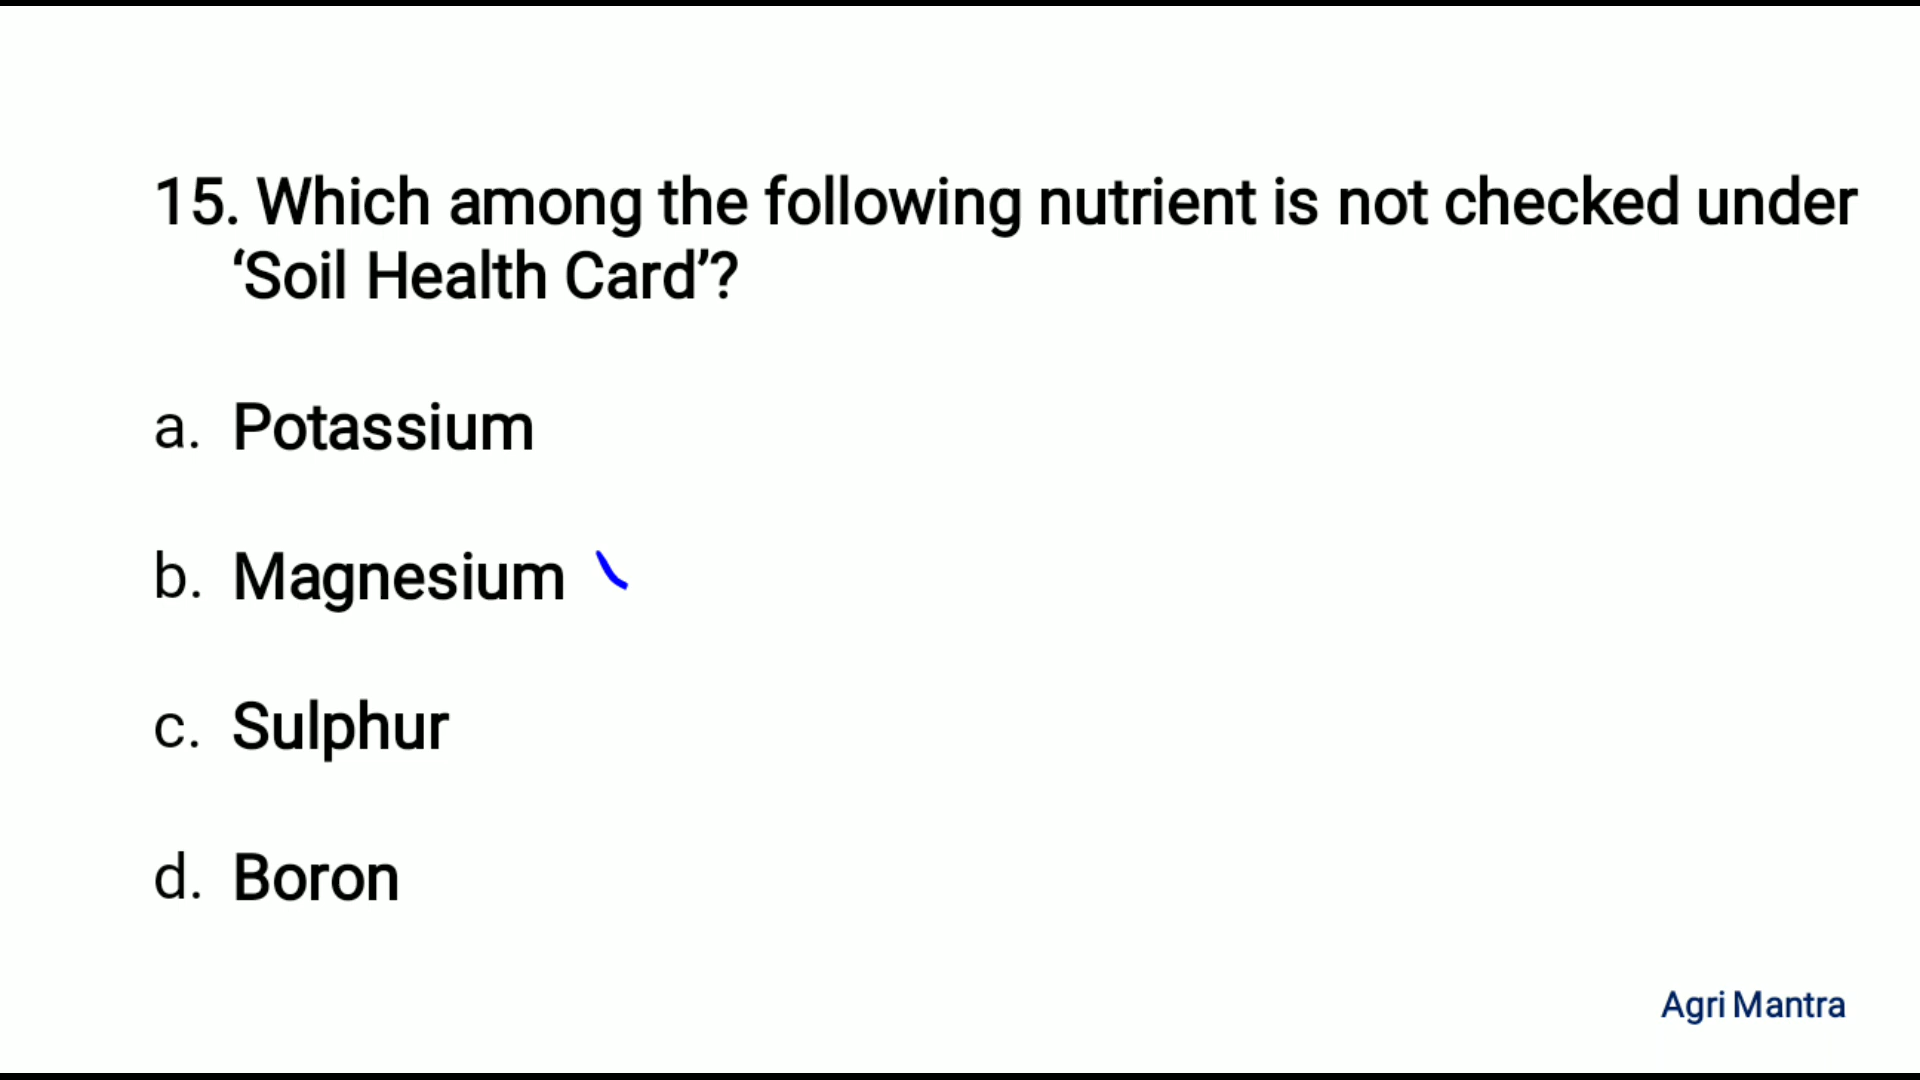 15. Which among the following nutrient is not checked under
‘Soil Health Card’?
a. Potassium
b. Magnesium
c. Sulphur
d. Boron
Agri Mantra